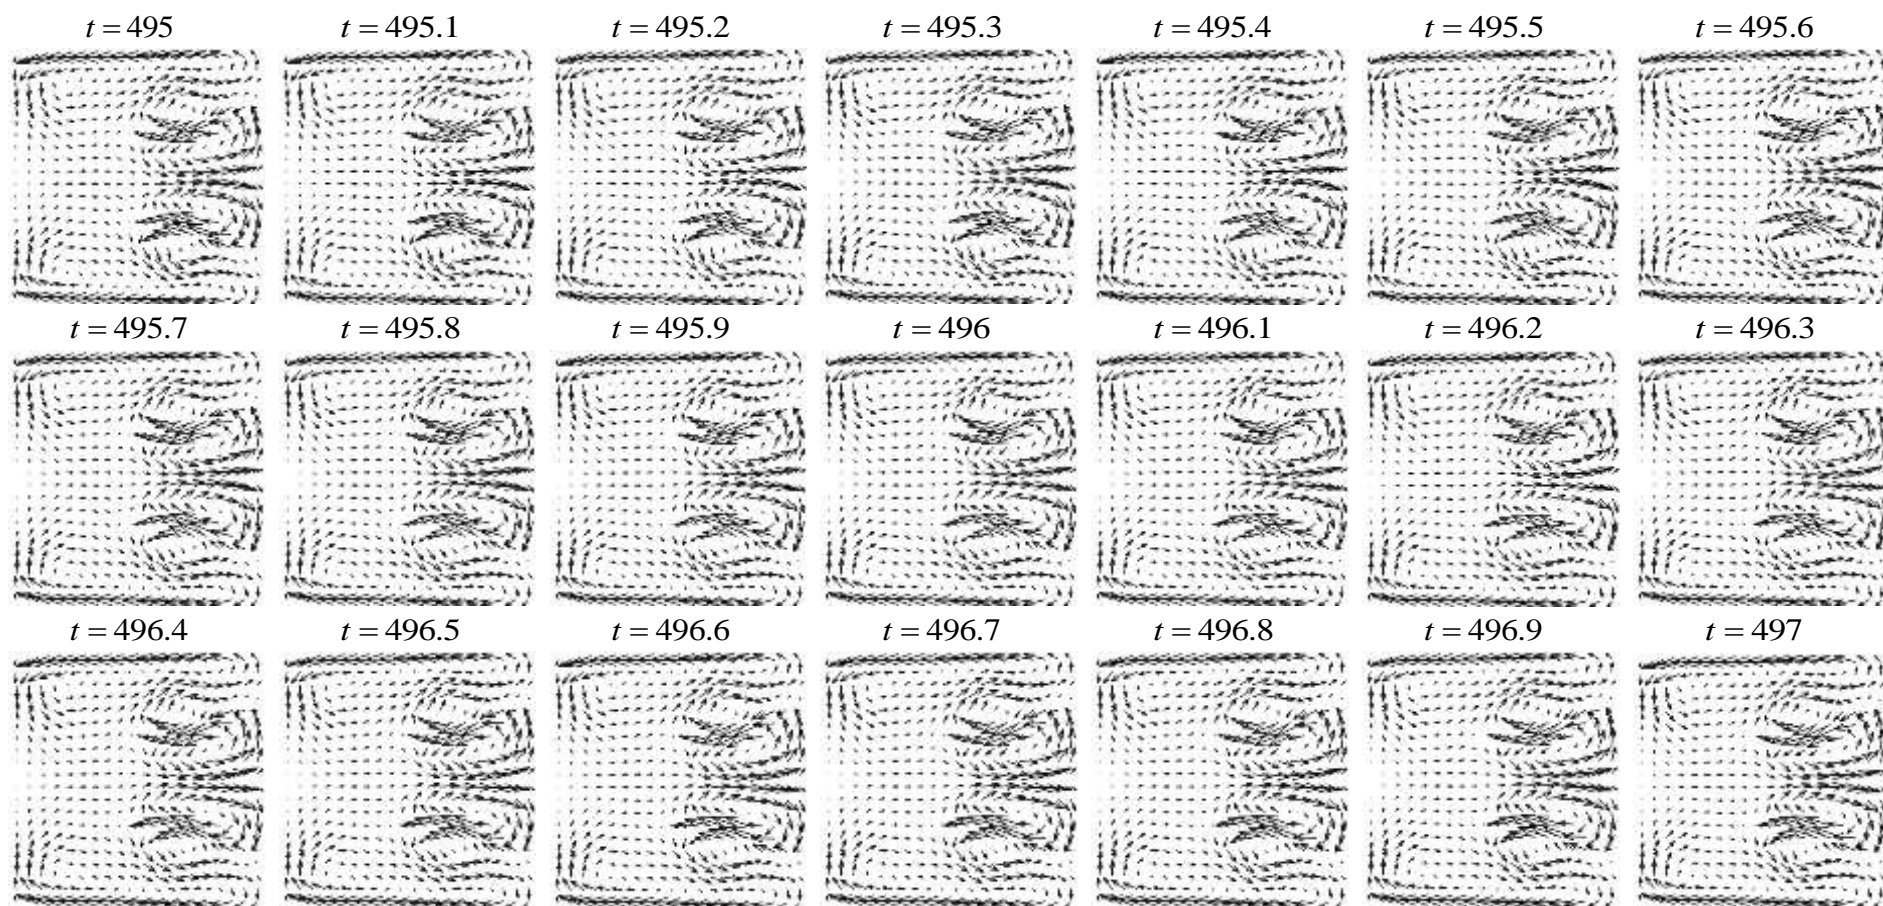 t = 495 t = 495.1 t = 495.2 t = 495.3 t = 495.4 t = 495.5 t = 495.6
t = 495.7 t = 495.8 t = 495.9 t = 496 t = 496.1 t = 496.2 t = 496.3
t = 496.4 t = 496.5 t = 496.6 t = 496.7 t = 496.8 t = 496.9 t = 497